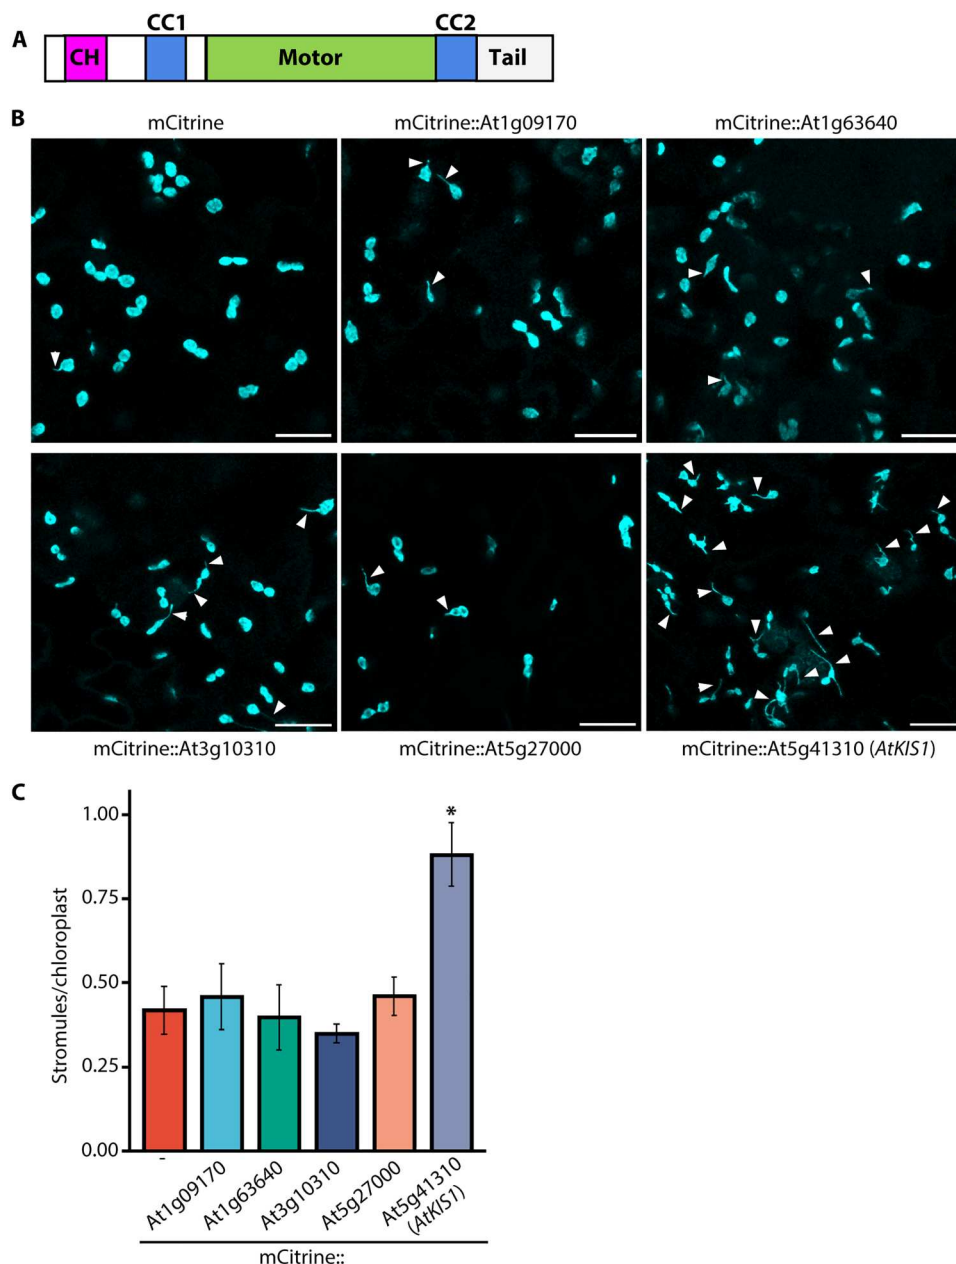 A
CC1
CC2
CH
Motor
Tail
B
mCitrine
mCitrine::At1g09170
mCitrine::At1g63640
mCitrine::At3g10310
mCitrine::At5g27000
mCitrine::At5g41310 (AtKIS1)
C
*
1.00
0.75
0.50
0.25
0.00
Stromules/chloroplast
-
At1g09170
At1g63640
At3g10310
At5g27000
At5g41310
(AtKIS1)
mCitrine::